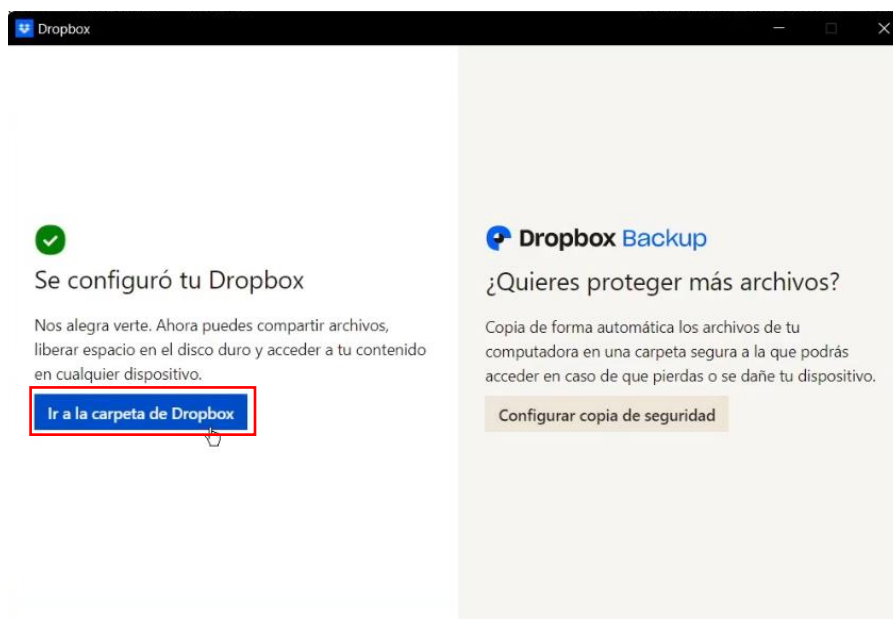 Dropbox
Se configuró tu Dropbox
Nos alegra verte. Ahora puedes compartir archivos,
liberar espacio en el disco duro y acceder a tu contenido
en cualquier dispositivo.
Ir a la carpeta de Dropbox
Dropbox Backup
¿Quieres proteger más archivos?
Copia de forma automática los archivos de tu
computadora en una carpeta segura a la que podrás
acceder en caso de que pierdas o se dañe tu dispositivo.
Configurar copia de seguridad